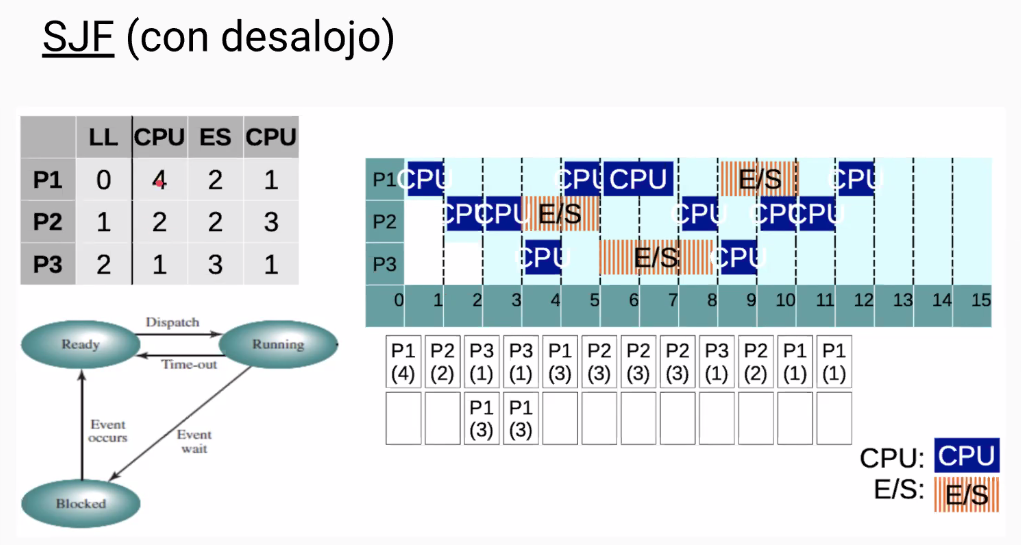 SJF (con desalojo)
LL CPU ES CPU
P1 0 4 2 1
P2 1 2 2 3
P3 2 1 3 1
Dispatch
Ready
Running
Time-out
Event
occurs
Event
wait
Blocked
P1 CPU CPU CPU E/S CPU
P2 CPU CPU E/S CPU CPU CPU
P3 CPU E/S CPU
0 1 2 3 4 5 6 7 8 9 10 11 12 13 14 15
P1 P2 P3 P3 P1 P2 P2 P2 P3 P2 P1 P1
(4) (2) (1) (1) (3) (3) (3) (3) (1) (2) (1) (1)
P1 P1
(3) (3)
CPU: CPU
E/S: E/S